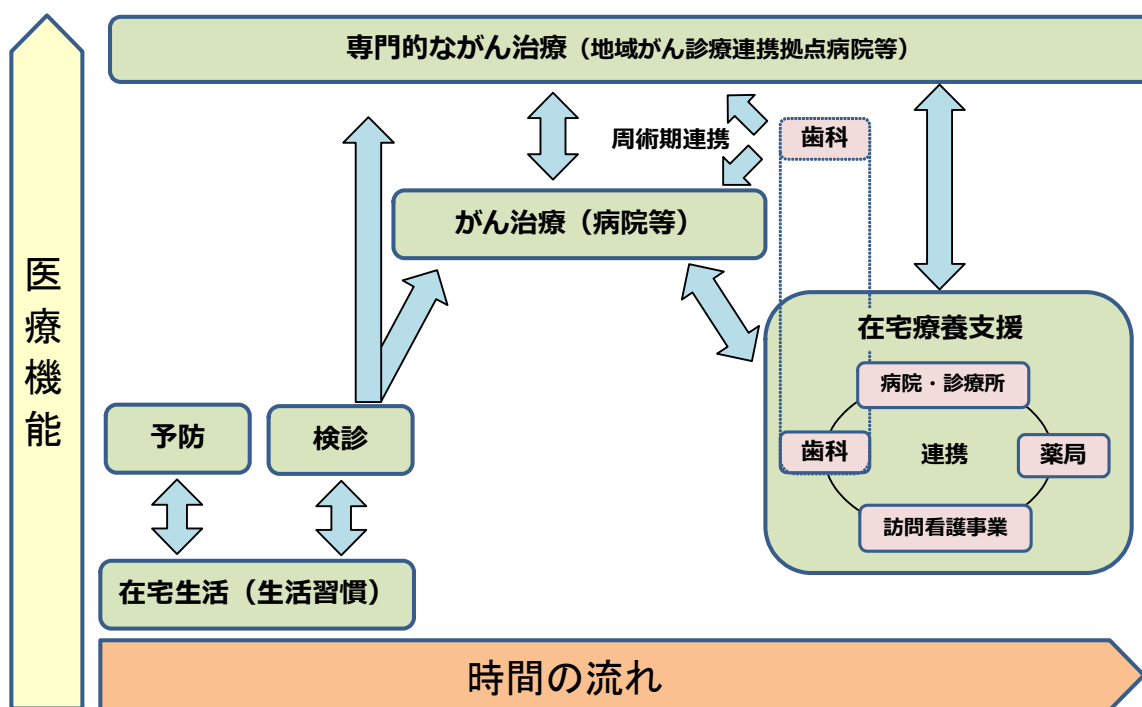 専門的ながん治療（地域がん診療連携拠点病院等）
周術期連携
歯科
がん治療（病院等）
医療機能
在宅療養支援
病院・診療所
予防
検診
歯科
連携
薬局
訪問看護事業
在宅生活（生活習慣）
時間の流れ